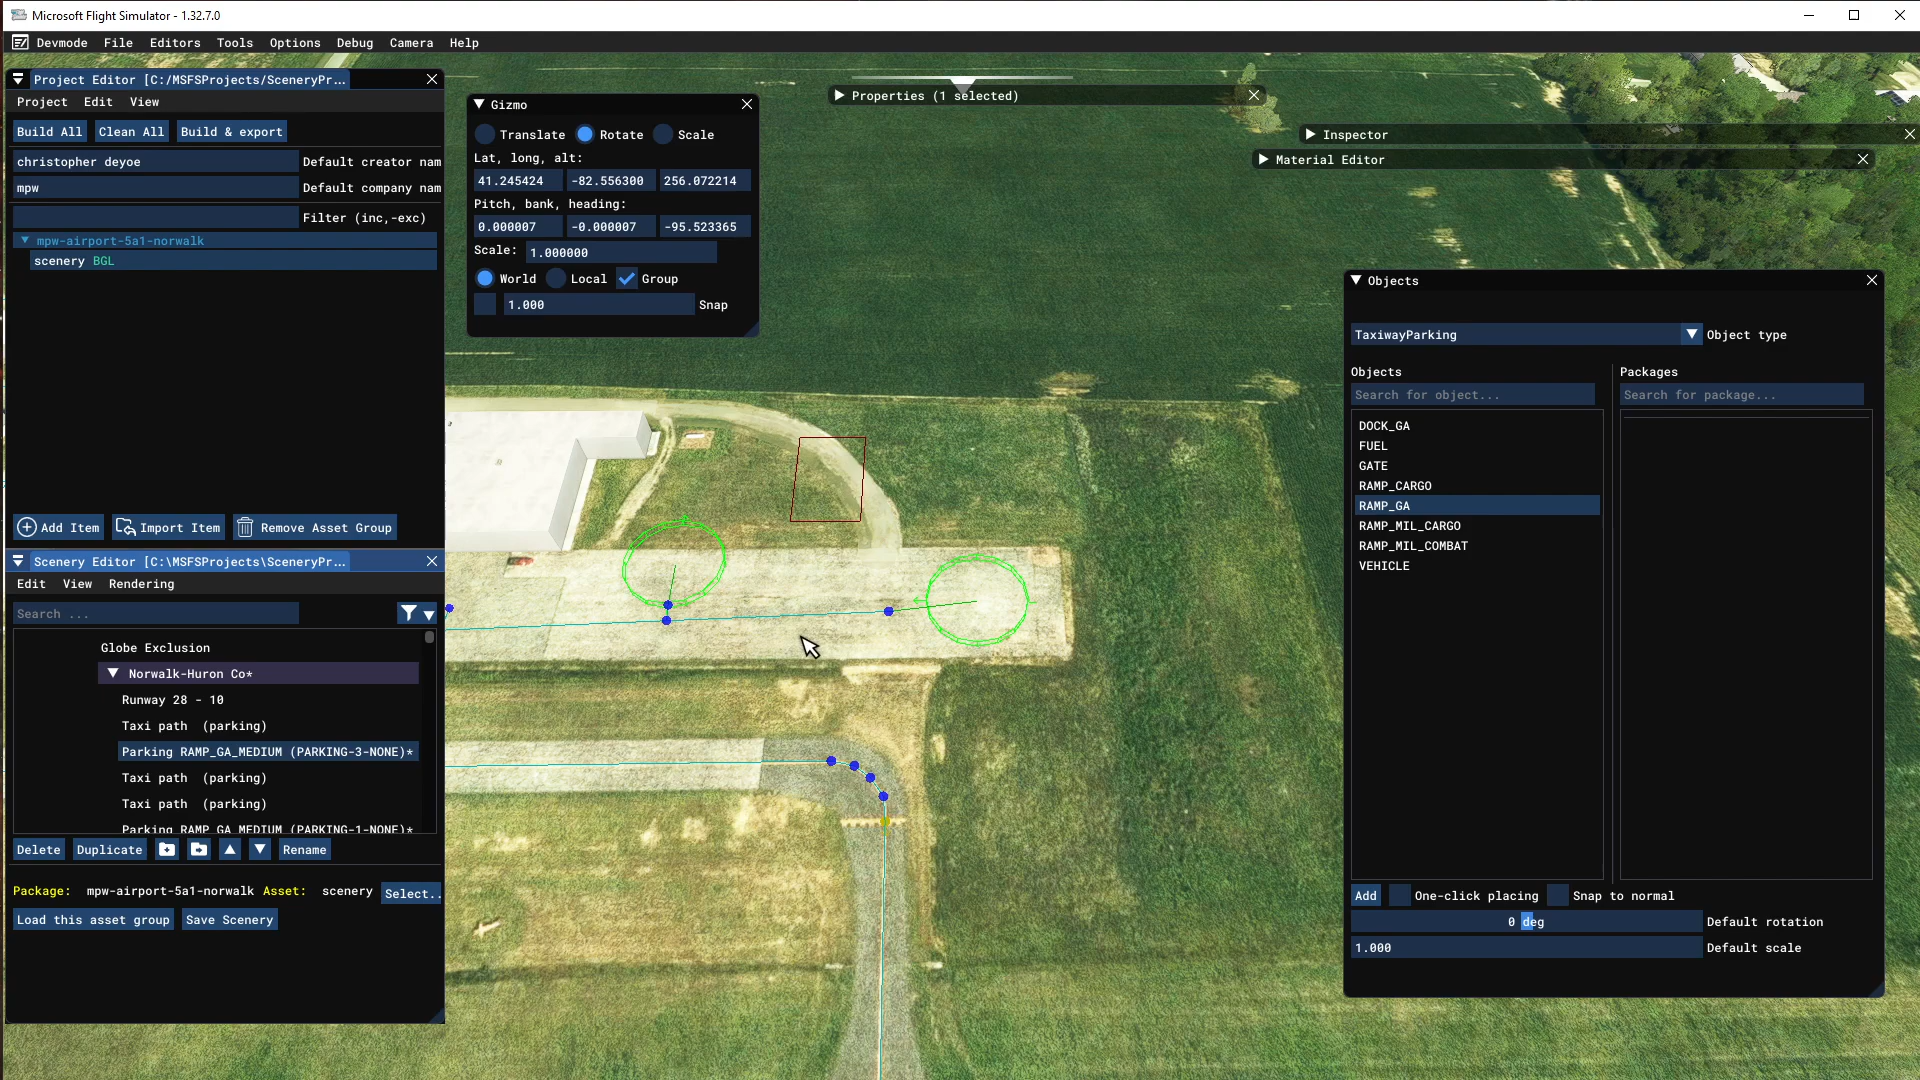 Microsoft Flight Simulator - 1.32.7.0
Devmode File Editors Tools Options Debug Camera Help
Project Editor [C:/MSFSProjects/SceneryPr...
Project Edit View
Build All Clean All Build & export
christopher deyoe Default creator nam
mpw Default company nam
Filter (inc,-exc)
mpw-airport-5a1-norwalk
scenery BGL
Add Item Import Item Remove Asset Group
Scenery Editor [C:\MSFSProjects\SceneryPr...
Edit View Rendering
Search ...
Globe Exclusion
Norwalk-Huron Co*
Runway 28 - 10
Taxi path (parking)
Parking RAMP_GA_MEDIUM (PARKING-3-NONE)*
Taxi path (parking)
Taxi path (parking)
Parking RAMP_GA_MEDIUM (PARKING-1-NONE)*
Delete Duplicate Rename
Package: mpw-airport-5a1-norwalk Asset: scenery Select..
Load this asset group Save Scenery
Gizmo
Translate Rotate Scale
Lat, long, alt:
41.245424 -82.556300 256.072214
Pitch, bank, heading:
0.000007 -0.000007 -95.523365
Scale: 1.000000
World Local Group
1.000 Snap
Properties (1 selected)
Inspector
Material Editor
Objects
TaxiwayParking Object type
Objects
Search for object...
DOCK_GA
FUEL
GATE
RAMP_CARGO
RAMP_GA
RAMP_MIL_CARGO
RAMP_MIL_COMBAT
VEHICLE
Packages
Search for package...
Add One-click placing Snap to normal
0 deg Default rotation
1.000 Default scale